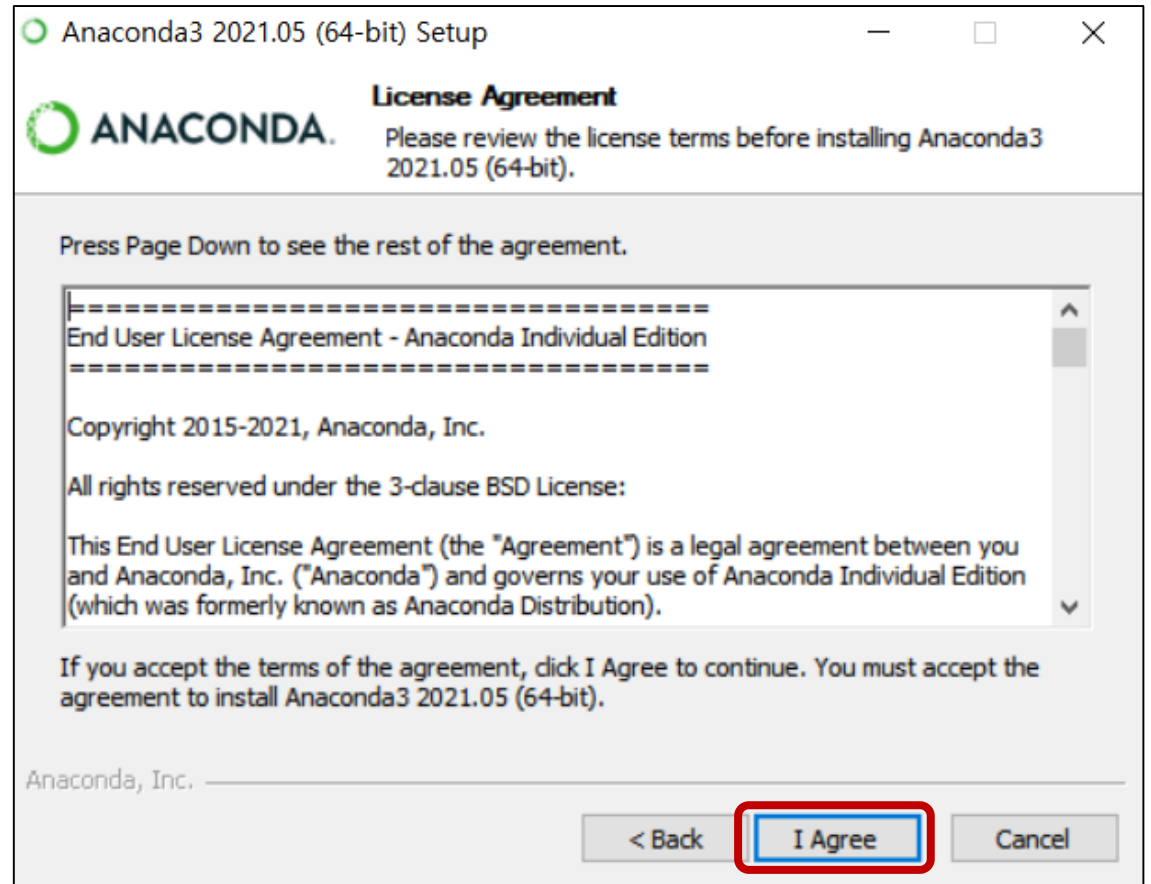 Anaconda3 2021.05 (64-bit) Setup
ANACONDA.
License Agreement
Please review the license terms before installing Anaconda3
2021.05 (64-bit).
Press Page Down to see the rest of the agreement.
===================================
End User License Agreement - Anaconda Individual Edition
===================================
Copyright 2015-2021, Anaconda, Inc.
All rights reserved under the 3-clause BSD License:
This End User License Agreement (the "Agreement") is a legal agreement between you
and Anaconda, Inc. ("Anaconda") and governs your use of Anaconda Individual Edition
(which was formerly known as Anaconda Distribution).
If you accept the terms of the agreement, click I Agree to continue. You must accept the
agreement to install Anaconda3 2021.05 (64-bit).
Anaconda, Inc.
< Back
I Agree
Cancel